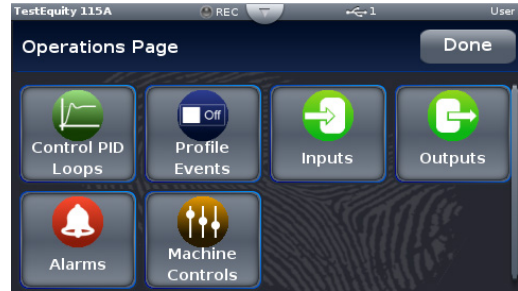 TestEquity 115A
REC
1
User
Operations Page
Done
Off
Control PID
Loops
Profile
Events
Inputs
Outputs
Alarms
Machine
Controls